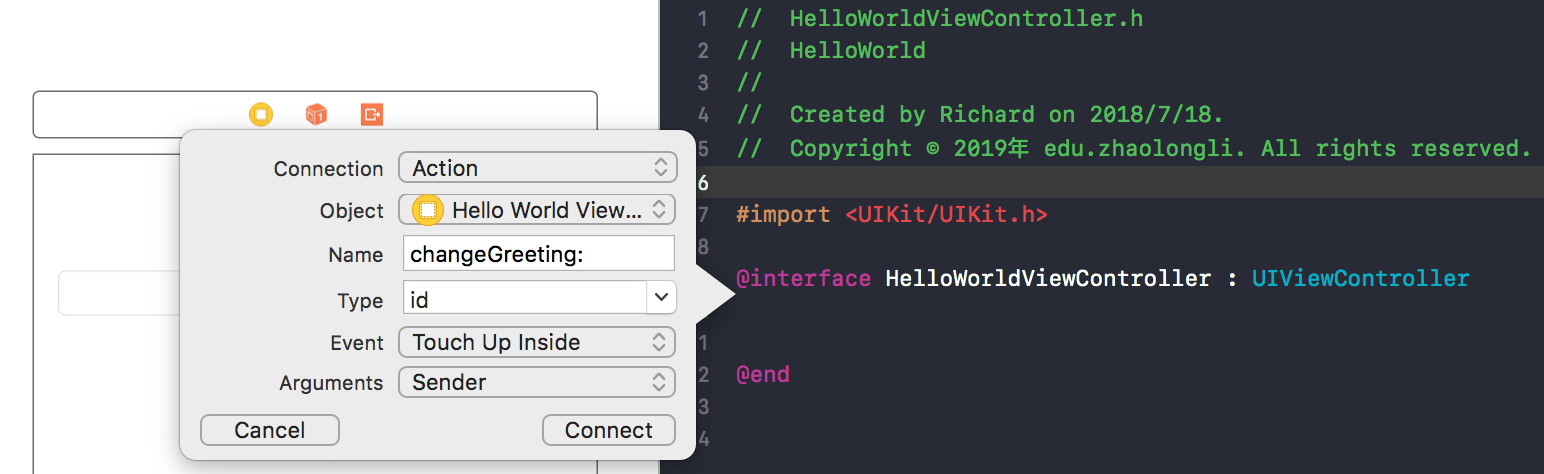 Connection Action
Object Hello World View...
Name changeGreeting:
Type id
Event Touch Up Inside
Arguments Sender
Cancel Connect
1 // HelloWorldViewController.h
2 // HelloWorld
3 //
4 // Created by Richard on 2018/7/18.
5 // Copyright © 2019年 edu.zhaolongli. All rights reserved.
6
7 #import <UIKit/UIKit.h>
8
@interface HelloWorldViewController : UIViewController
1
2 @end
3
4